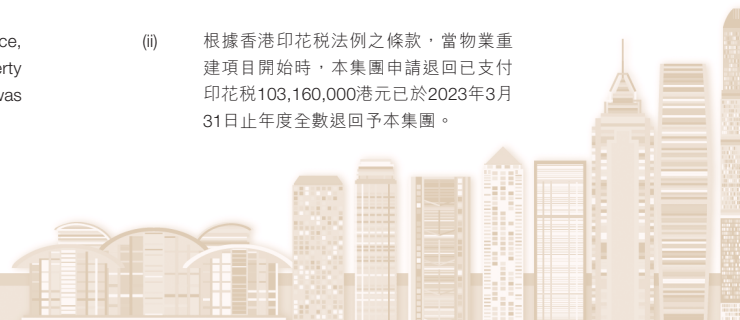 ce,
erty
was
(ii) 根據香港印花稅法例之條款，當物業重
建項目開始時，本集團申請退回已支付
印花稅103,160,000港元已於2023年3月
31日止年度全數退回予本集團。